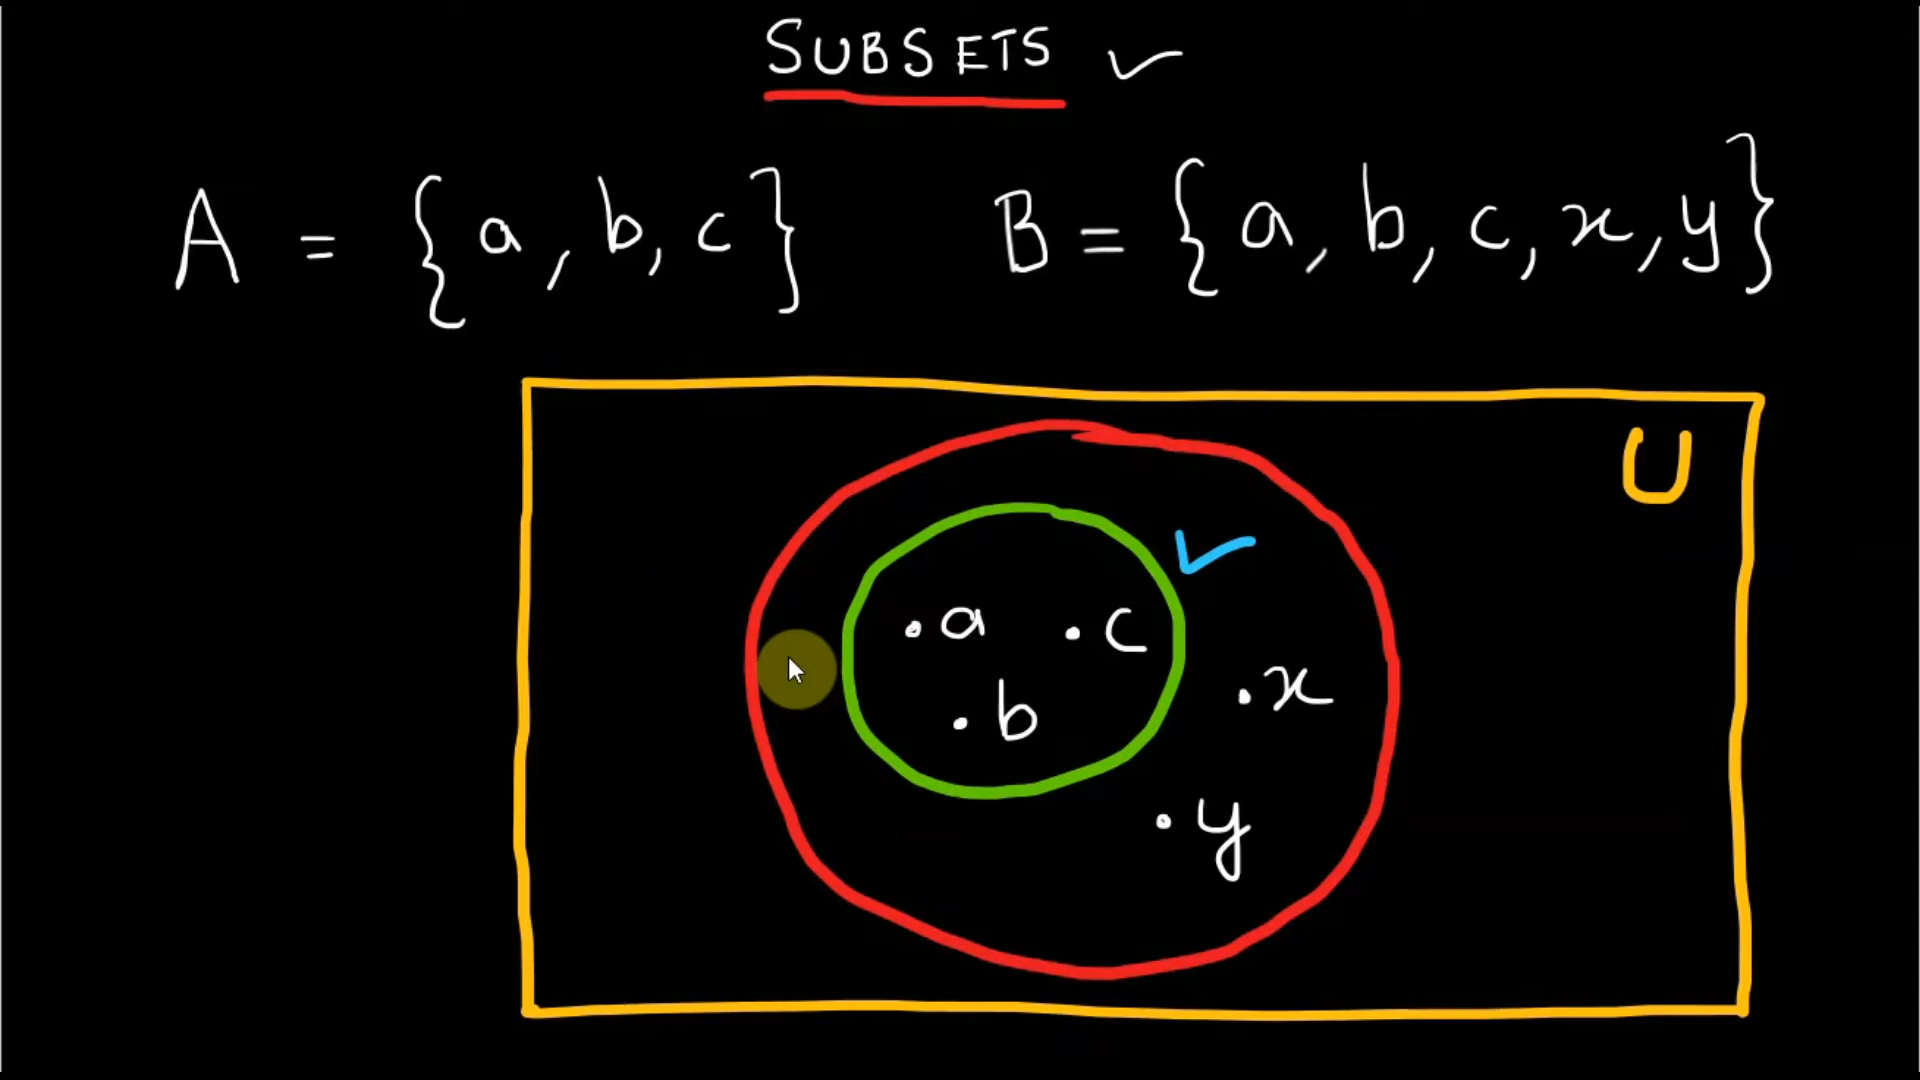 SUBSETS ✓
A = {a, b, c} B = {a, b, c, x, y}
U
✓
.a .c
.x
.b
.y